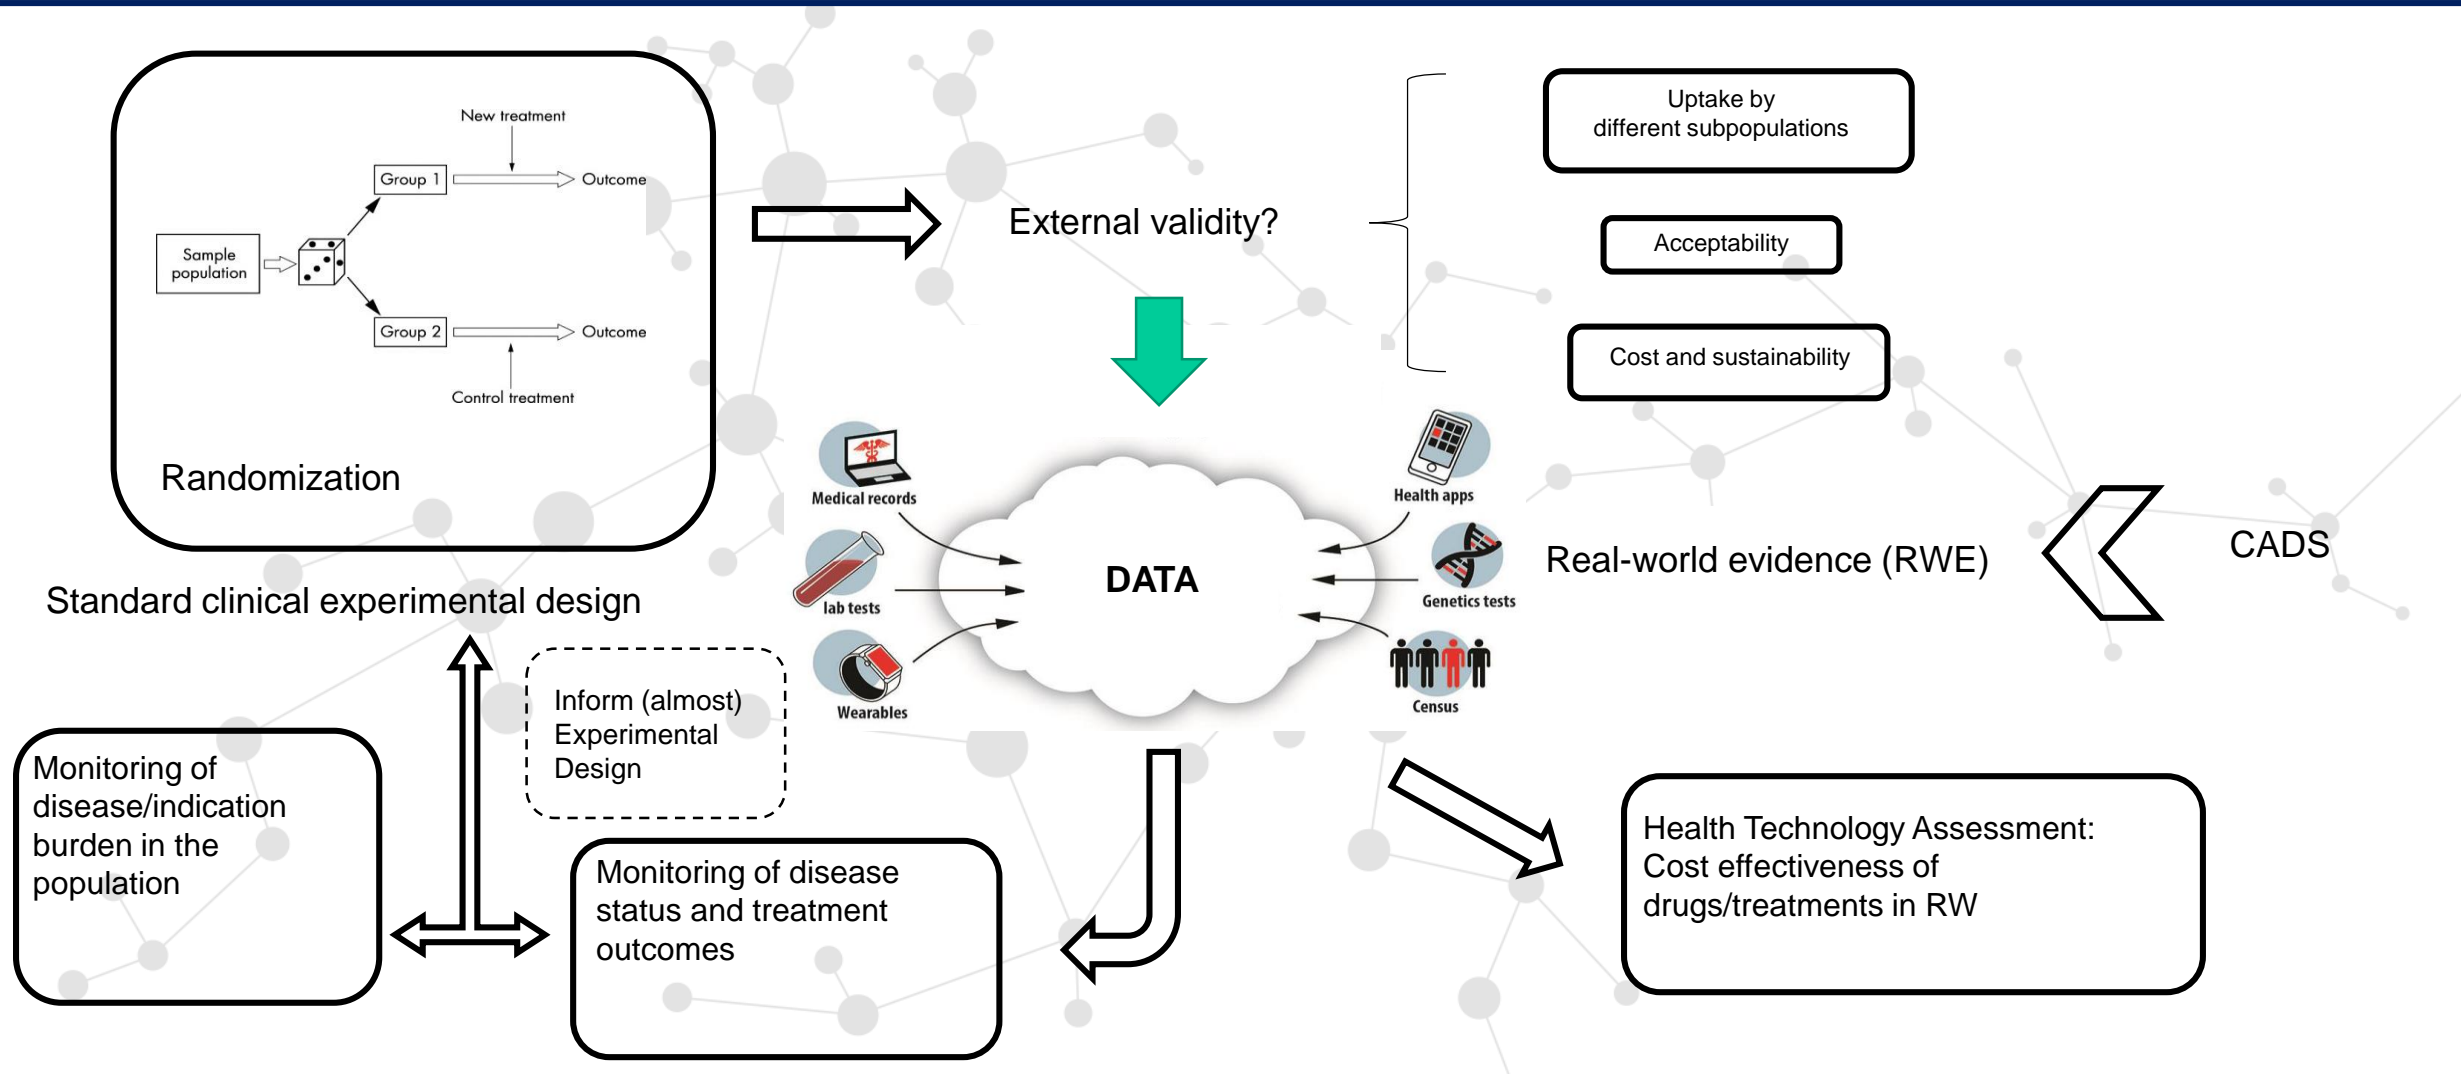 New treatment
Group 1
Outcome
Sample
population
Group 2
Outcome
Control treatment
Randomization
Standard clinical experimental design
External validity?
Uptake by
different subpopulations
Acceptability
Cost and sustainability
Medical records
lab tests
Wearables
DATA
Health apps
Genetics tests
Census
Real-world evidence (RWE)
CADS
Inform (almost)
Experimental
Design
Monitoring of
disease/indication
burden in the
population
Monitoring of disease
status and treatment
outcomes
Health Technology Assessment:
Cost effectiveness of
drugs/treatments in RW